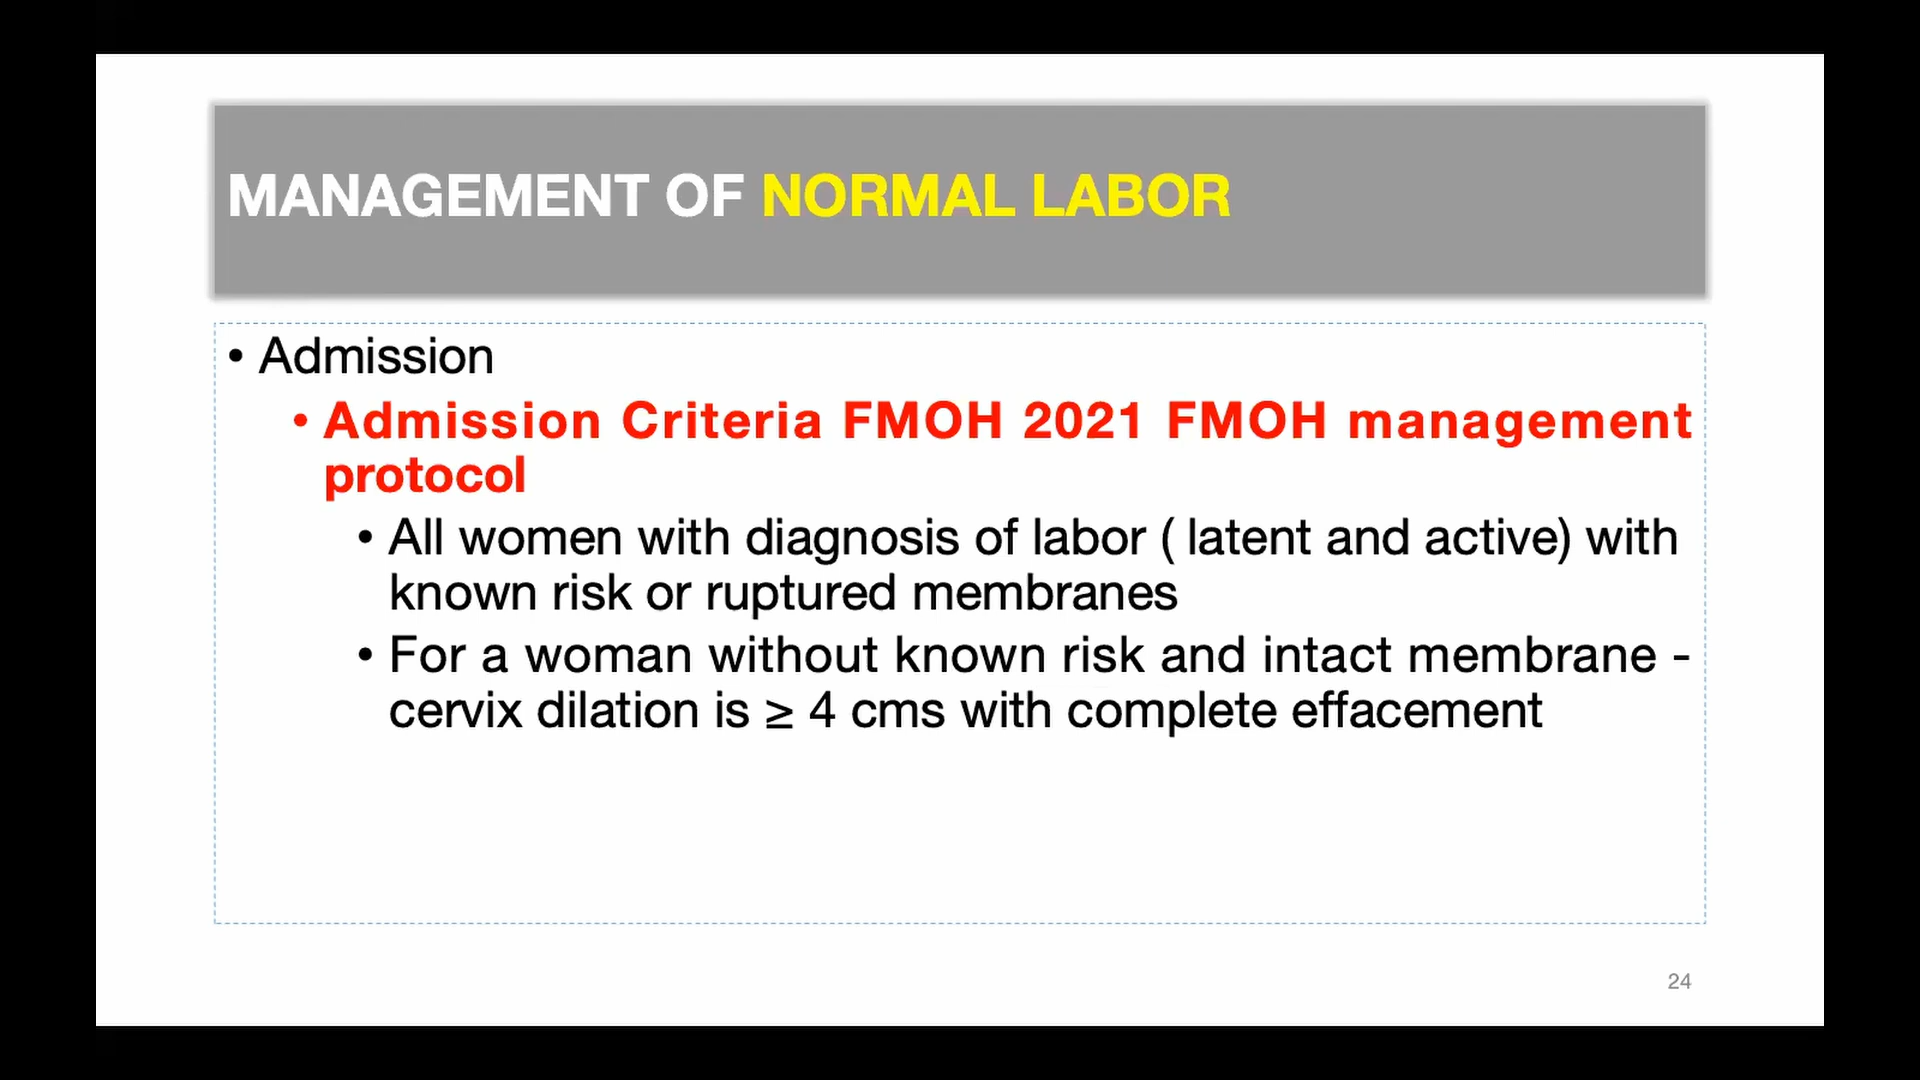 MANAGEMENT OF NORMAL LABOR
• Admission
• Admission Criteria FMOH 2021 FMOH management
protocol
• All women with diagnosis of labor ( latent and active) with
known risk or ruptured membranes
• For a woman without known risk and intact membrane -
cervix dilation is ≥ 4 cms with complete effacement
24